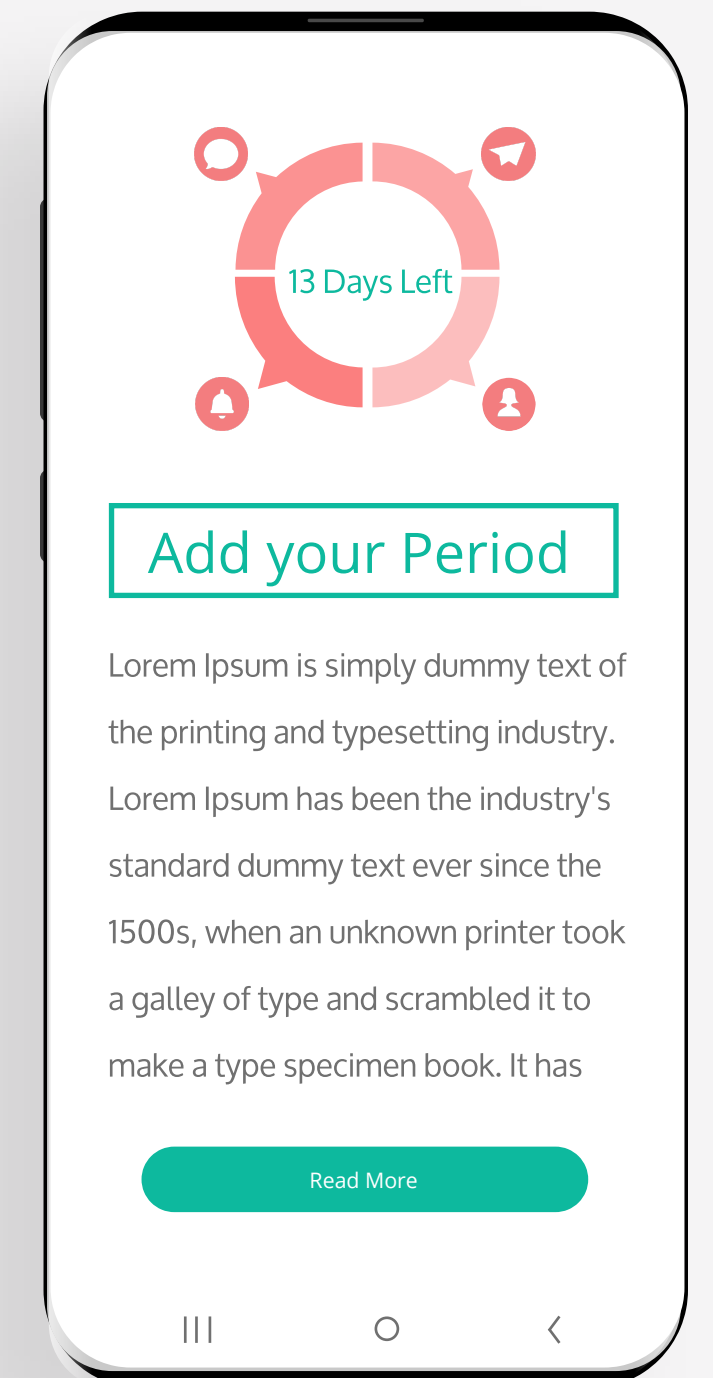 13 Days Left
Add your Period
Lorem Ipsum is simply dummy text of
the printing and typesetting industry.
Lorem Ipsum has been the industry's
standard dummy text ever since the
1500s, when an unknown printer took
a galley of type and scrambled it to
make a type specimen book. It has
Read More